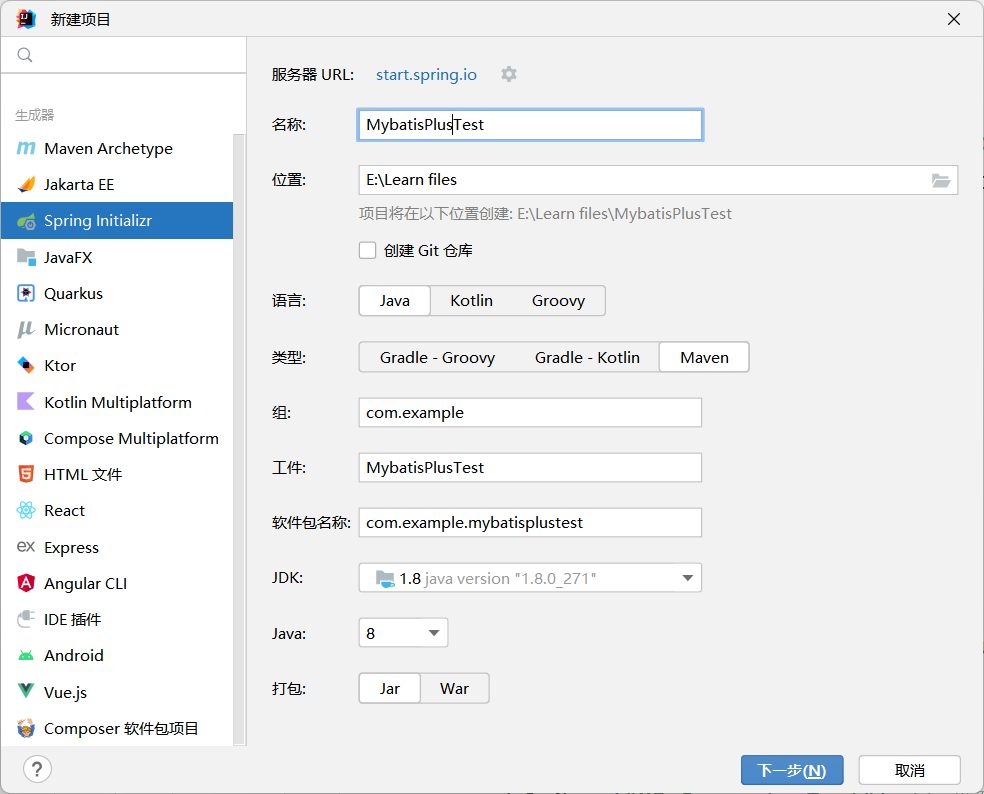 新建项目
生成器
Maven Archetype
Jakarta EE
Spring Initializr
JavaFX
Quarkus
Micronaut
Ktor
Kotlin Multiplatform
Compose Multiplatform
HTML 文件
React
ex Express
Angular CLI
IDE 插件
Android
Vue.js
Composer 软件包项目
服务器 URL: start.spring.io
名称: MybatisPlusTest
位置: E:\Learn files
项目将在以下位置创建: E:\Learn files\MybatisPlusTest
创建 Git 仓库
语言: Java Kotlin Groovy
类型: Gradle - Groovy Gradle - Kotlin Maven
组: com.example
工件: MybatisPlusTest
软件包名称: com.example.mybatisplustest
JDK: 1.8 java version "1.8.0_271"
Java: 8
打包: Jar War
? 下一步(N) 取消